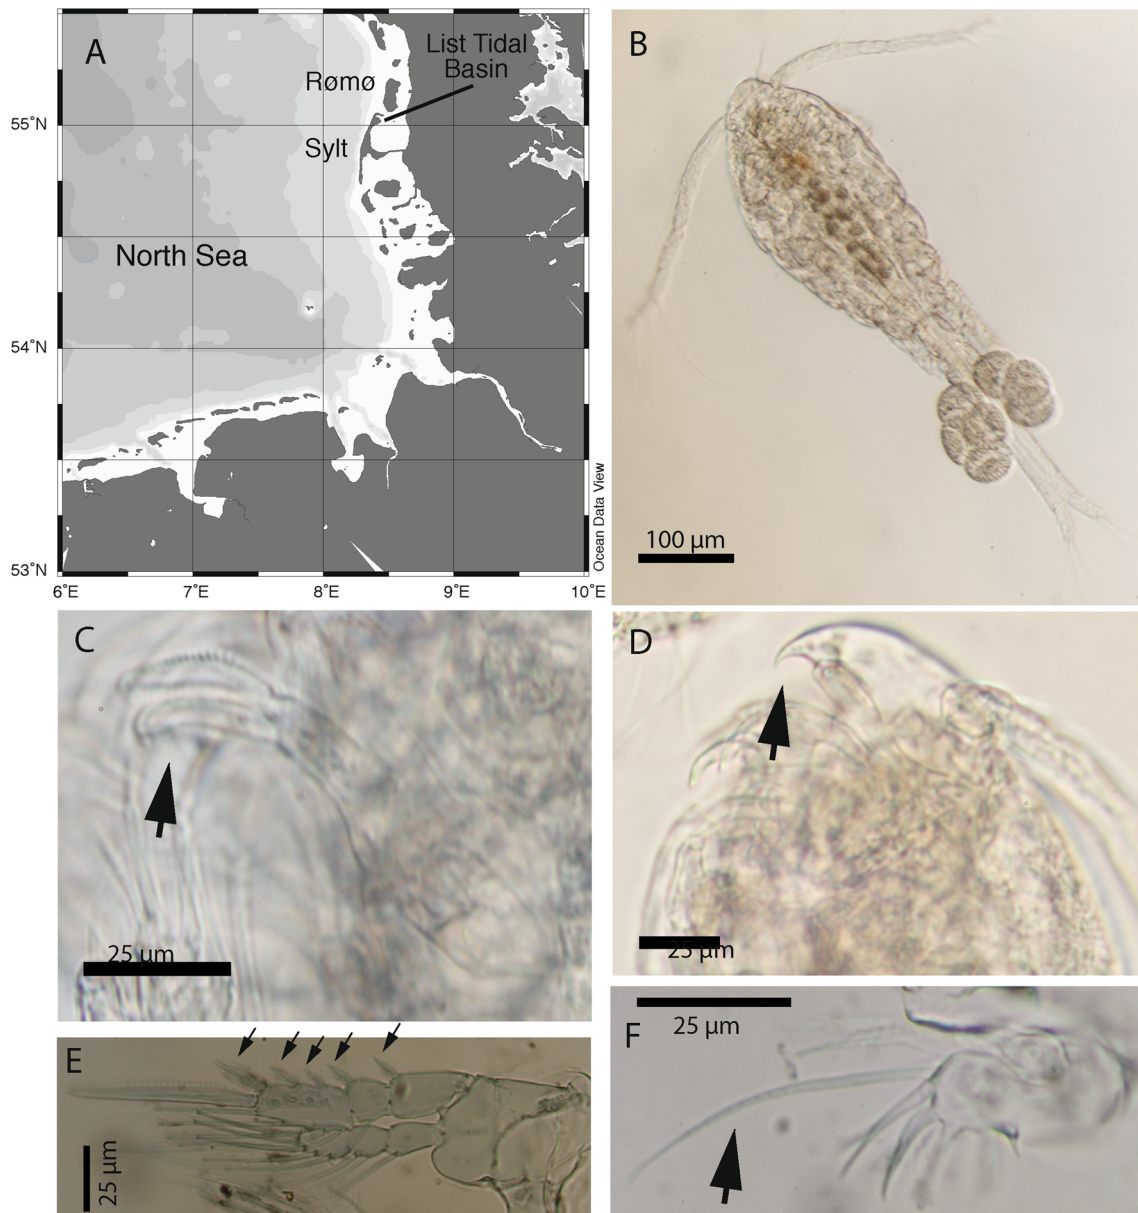 A
List Tidal
Basin
Rømø
55°N
Sylt
North Sea
54°N
53°N
6°E
7°E
8°E
9°E
10°E
Ocean Data View
B
100 µm
C
25 µm
D
25 µm
E
25 µm
F
25 µm